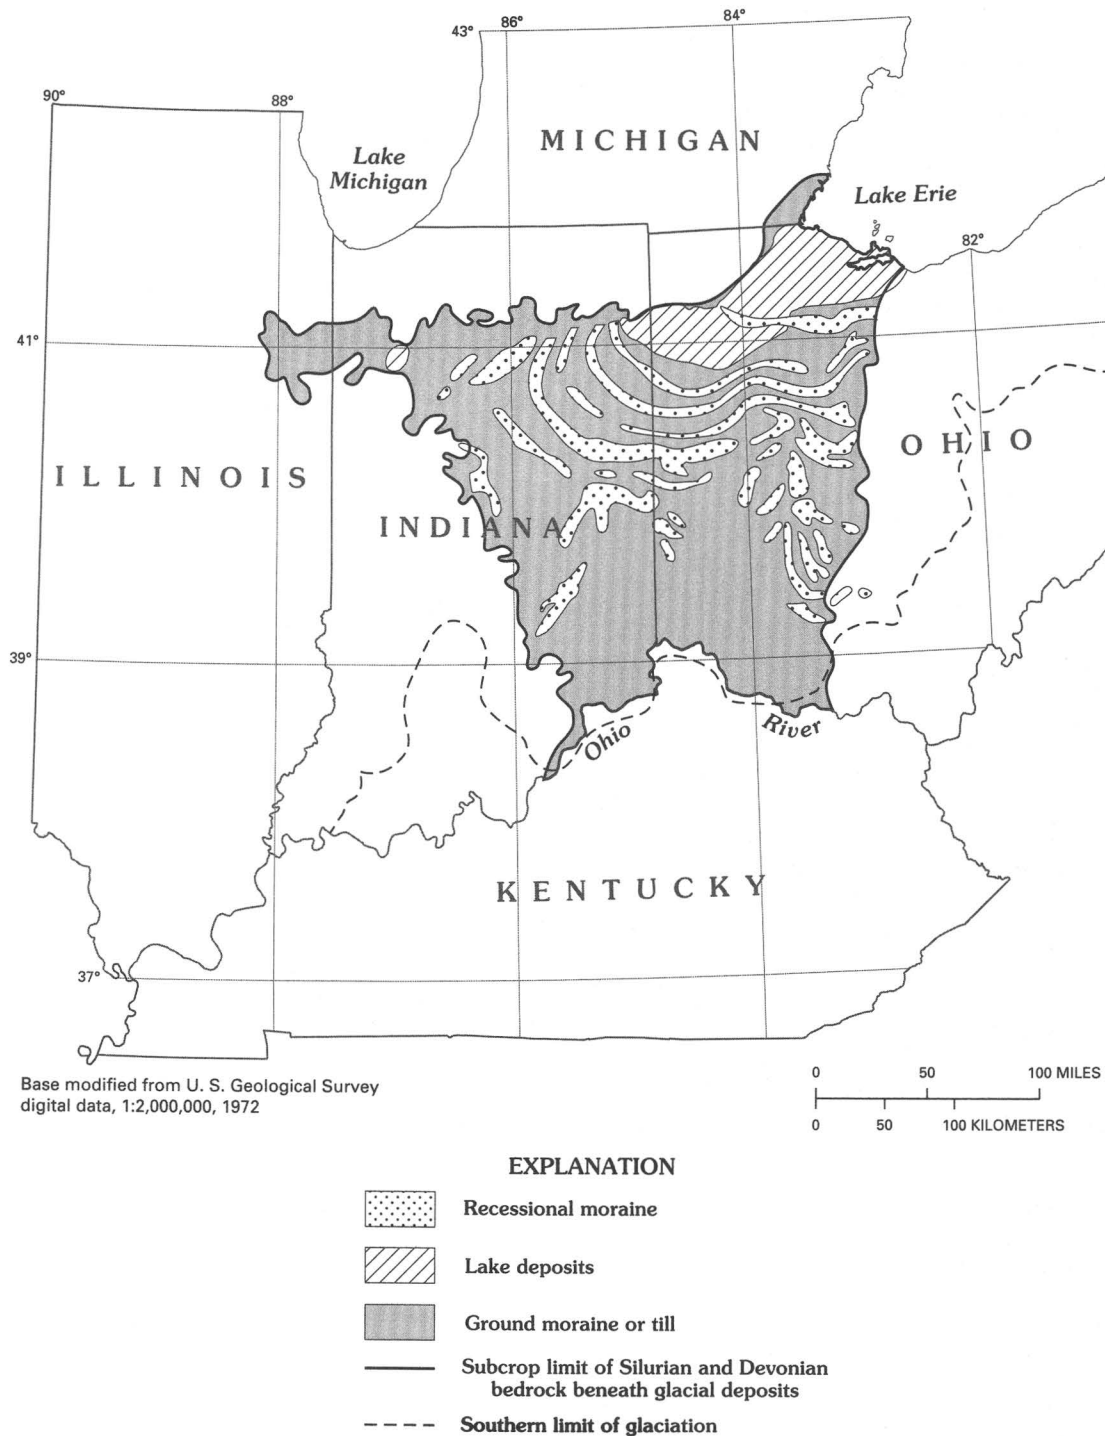 86°
84°
43°
90°
88°
MICHIGAN
Lake
Michigan
Lake Erie
82°
41°
OHIO
ILLINOIS
INDIANA
39°
Ohio
River
KENTUCKY
37°
Base modified from U. S. Geological Survey
digital data, 1:2,000,000, 1972
0 50 100 MILES
0 50 100 KILOMETERS
EXPLANATION
Recessional moraine
Lake deposits
Ground moraine or till
Subcrop limit of Silurian and Devonian
bedrock beneath glacial deposits
Southern limit of glaciation